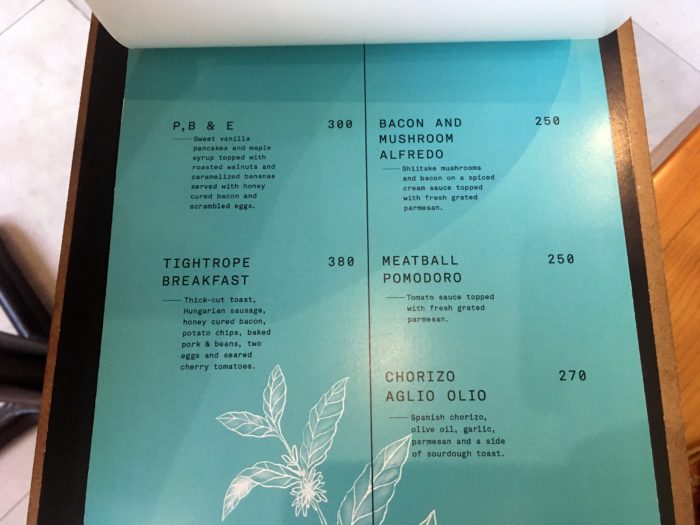 P,B & E 300
Sweet vanilla
pancakes and maple
syrup topped with
roasted walnuts and
caramelized bananas
served with honey
cured bacon and
scrambled eggs.
TIGHTROPE 380
BREAKFAST
Thick-cut toast,
Hungarian sausage,
honey cured bacon,
potato chips, baked
pork & beans, two
eggs and seared
cherry tomatoes.
BACON AND 250
MUSHROOM
ALFREDO
Shiitake mushrooms
and bacon on a spiced
cream sauce topped
with fresh grated
parmesan.
MEATBALL 250
POMODORO
Tomato sauce topped
with fresh grated
parmesan.
CHORIZO 270
AGLIO OLIO
Spanish chorizo,
olive oil, garlic,
parmesan and a side
of sourdough toast.